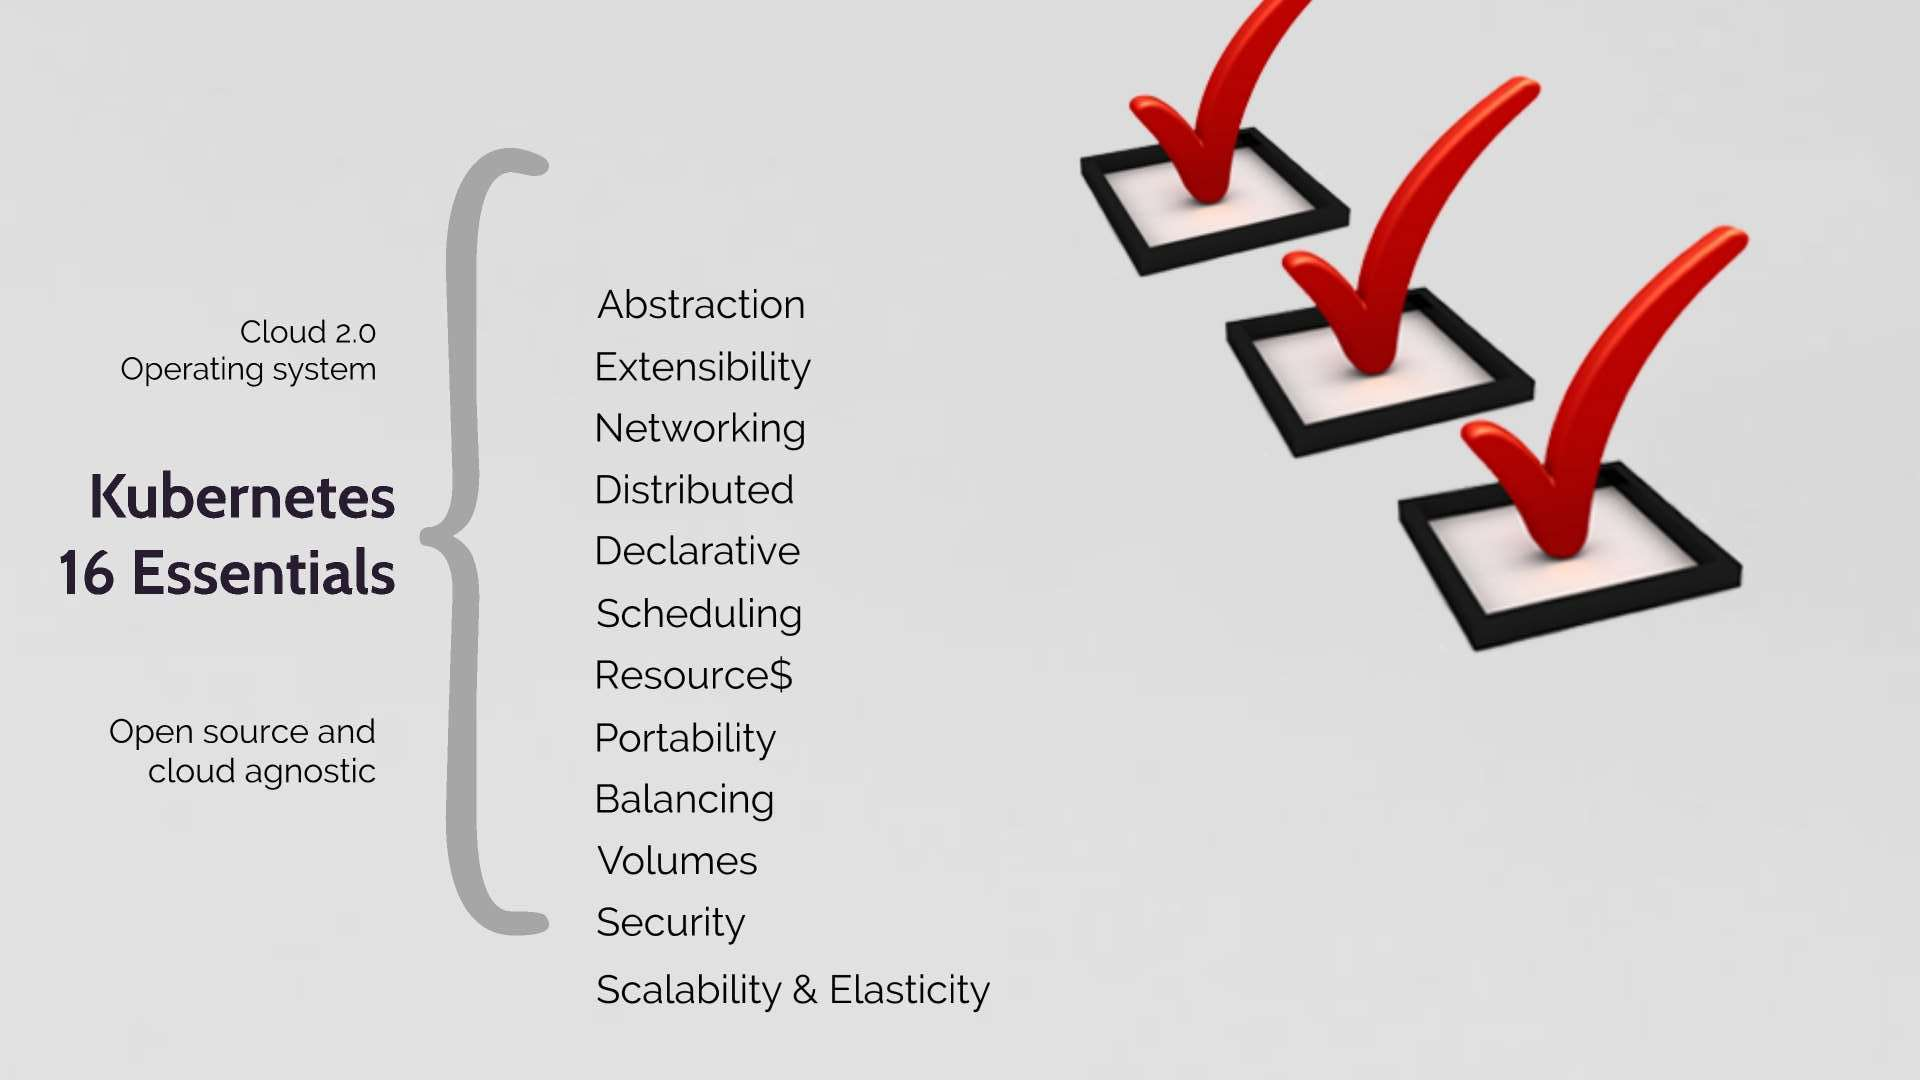 Cloud 2.0
Operating system
Kubernetes
16 Essentials
Open source and
cloud agnostic
Abstraction
Extensibility
Networking
Distributed
Declarative
Scheduling
Resource$
Portability
Balancing
Volumes
Security
Scalability & Elasticity